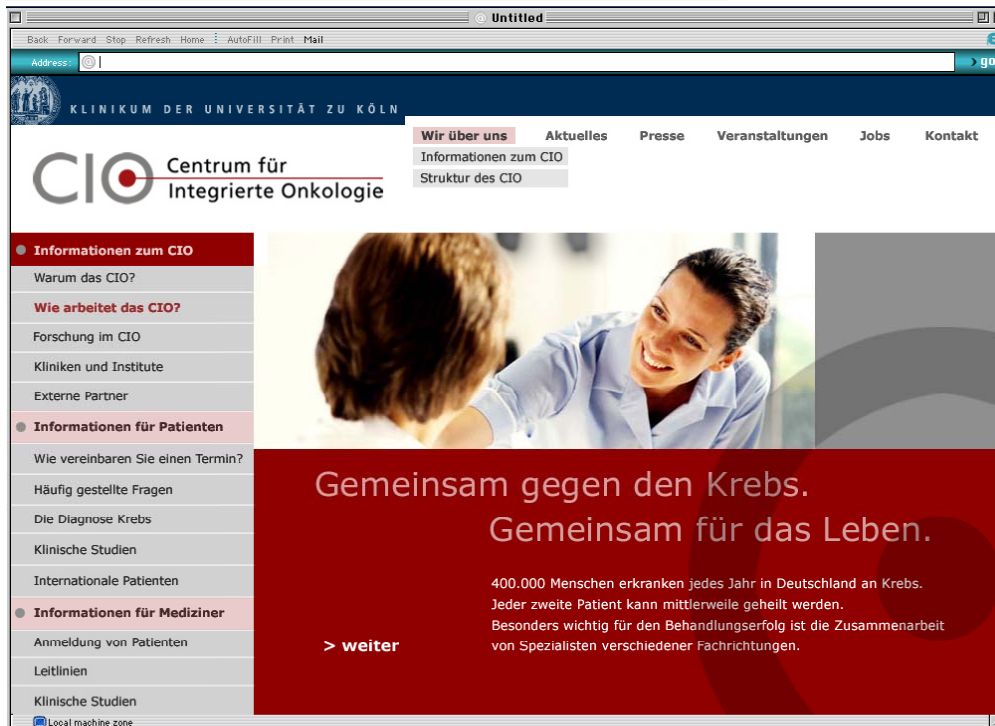 Untitled
Back Forward Stop Refresh Home AutoFill Print Mail
Address: @ > go
KLINIKUM DER UNIVERSITÄT ZU KÖLN
Wir über uns Aktuelles Presse Veranstaltungen Jobs Kontakt
Informationen zum CIO
Struktur des CIO
CIO Centrum für
Integrierte Onkologie
Informationen zum CIO
Warum das CIO?
Wie arbeitet das CIO?
Forschung im CIO
Kliniken und Institute
Externe Partner
Informationen für Patienten
Wie vereinbaren Sie einen Termin?
Häufig gestellte Fragen
Die Diagnose Krebs
Klinische Studien
Internationale Patienten
Informationen für Mediziner
Anmeldung von Patienten
Leitlinien
Klinische Studien
Gemeinsam gegen den Krebs.
Gemeinsam für das Leben.
400.000 Menschen erkranken jedes Jahr in Deutschland an Krebs.
Jeder zweite Patient kann mittlerweile geheilt werden.
Besonders wichtig für den Behandlungserfolg ist die Zusammenarbeit
von Spezialisten verschiedener Fachrichtungen.
> weiter
Local machine zone